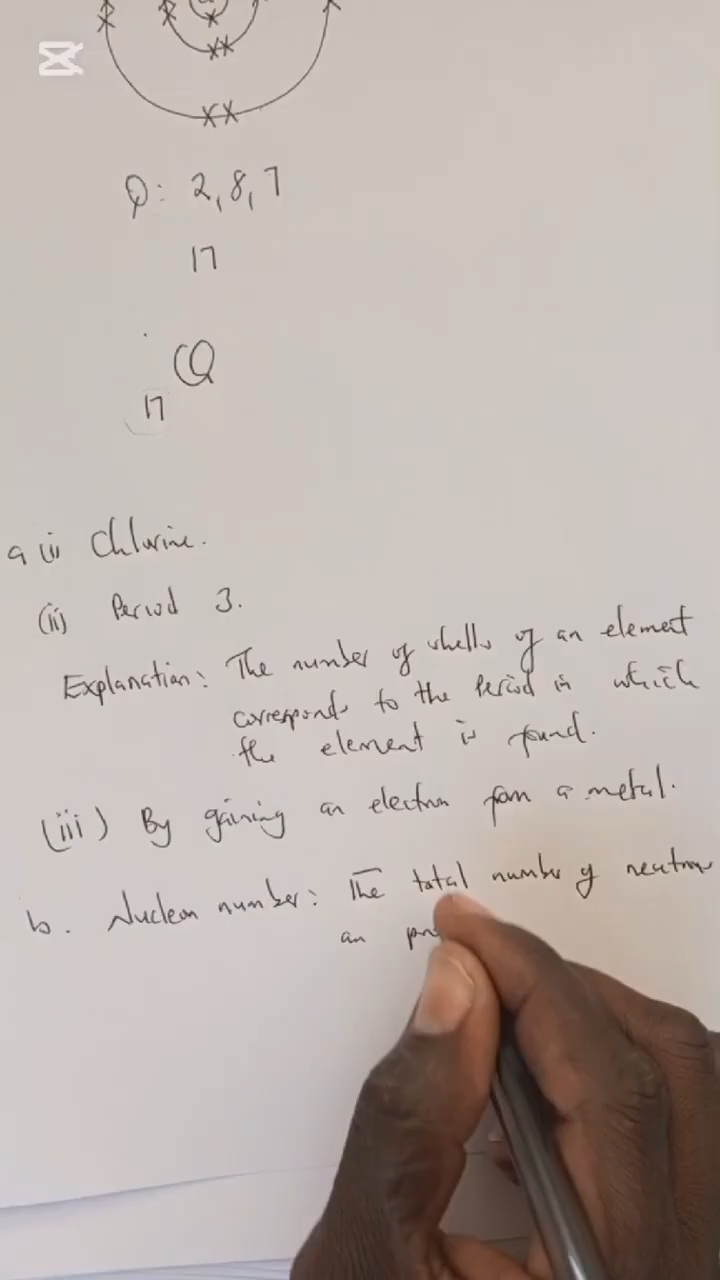 Q: 2,8,7
17
Q
17
a (i) Chlorine.
(ii) Period 3.
Explanation: The number of shells of an element
corresponds to the Period in which
the element is found.
(iii) By gaining an electron from a metal.
b. Nucleon number: The total number of neutrons
an pro